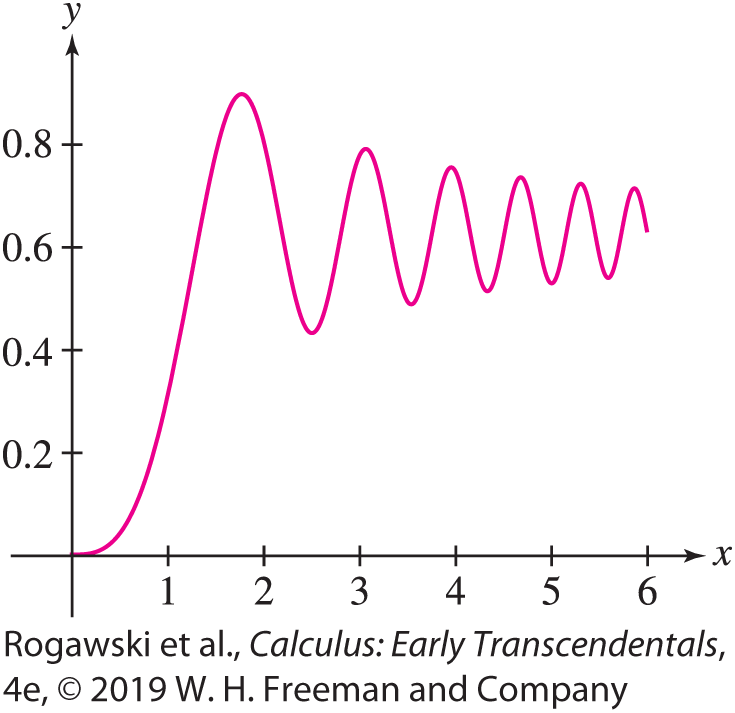 y
0.8
0.6
0.4
0.2
1 2 3 4 5 6 x
Rogawski et al., Calculus: Early Transcendentals,
4e, © 2019 W. H. Freeman and Company